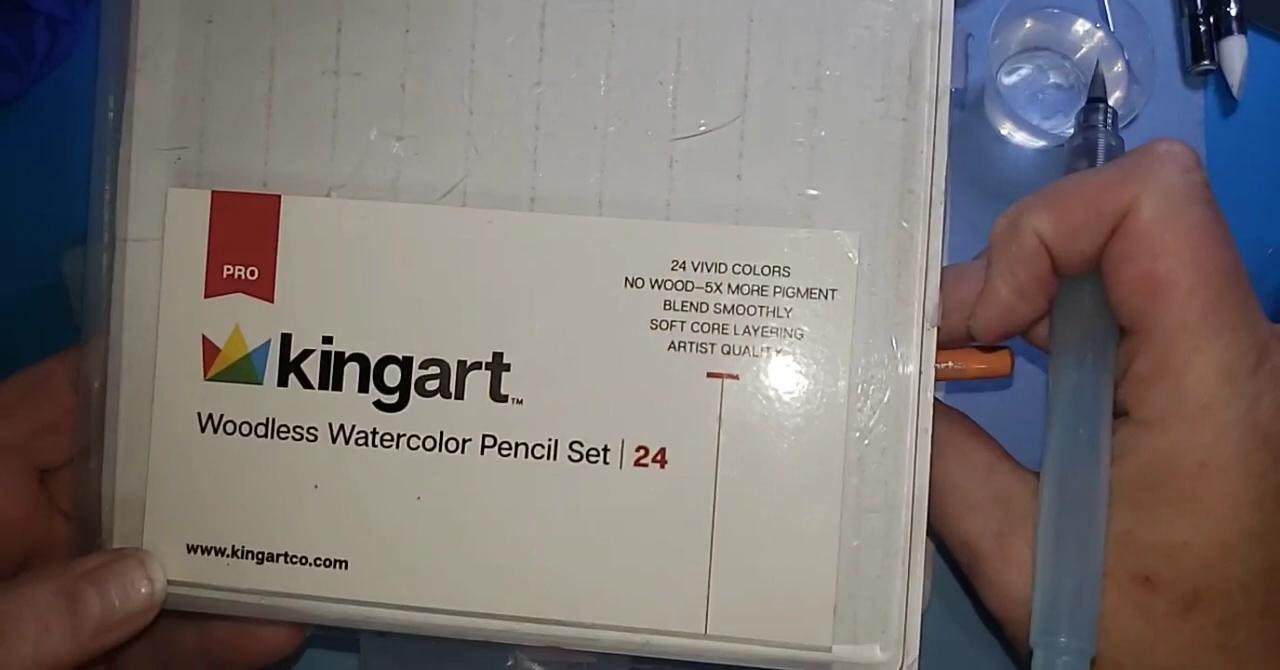 PRO
kingart™
Woodless Watercolor Pencil Set | 24
www.kingartco.com
24 VIVID COLORS
NO WOOD–5X MORE PIGMENT
BLEND SMOOTHLY
SOFT CORE LAYERING
ARTIST QUALITY